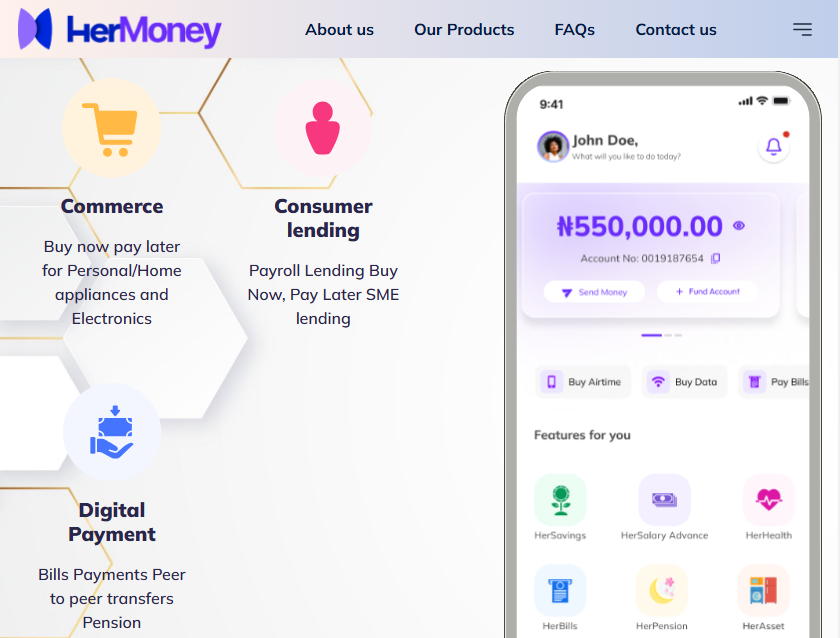 HerMoney
About us
Our Products
FAQs
Contact us
Commerce
Buy now pay later
for Personal/Home
appliances and
Electronics
Consumer
lending
Payroll Lending Buy
Now, Pay Later SME
lending
Digital
Payment
Bills Payments Peer
to peer transfers
Pension
9:41
John Doe,
What will you like to do today?
₦550,000.00
Account No: 0019187654
Send Money
+ Fund Account
Buy Airtime
Buy Data
Pay Bills
Features for you
HerSavings
HerSalary Advance
HerHealth
HerBills
HerPension
HerAsset